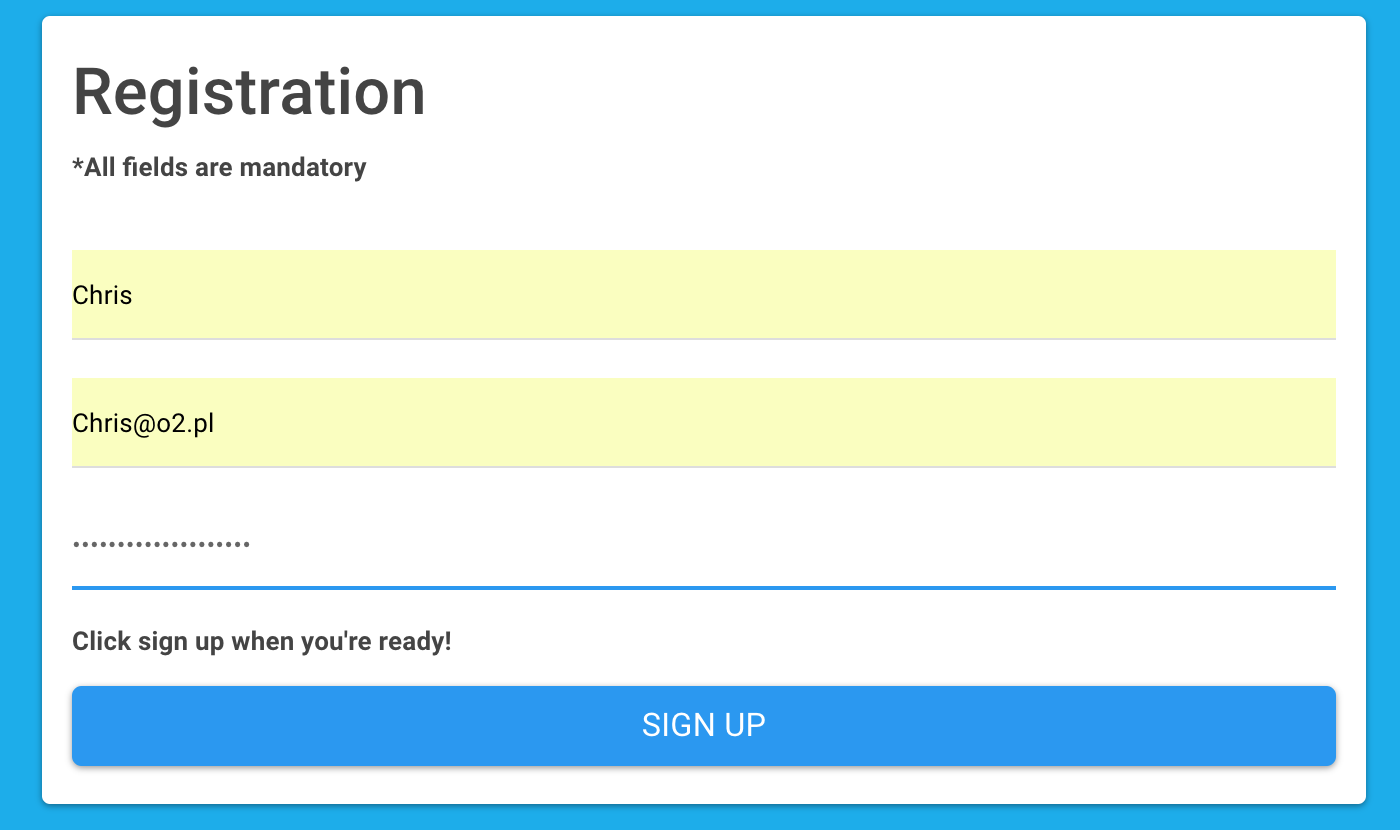 Registration
*All fields are mandatory
Chris
Chris@o2.pl
••••••••••••••••••••
Click sign up when you're ready!
SIGN UP